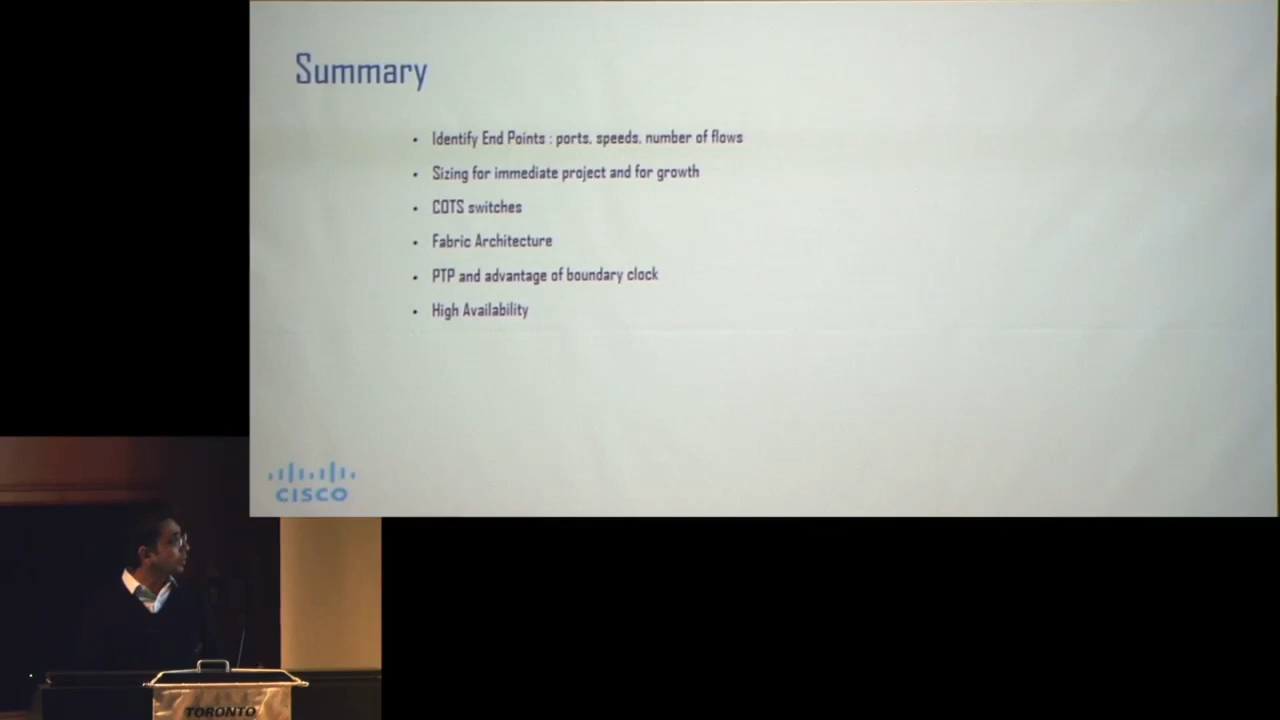 Summary
• Identify End Points : ports, speeds, number of flows
• Sizing for immediate project and for growth
• COTS switches
• Fabric Architecture
• PTP and advantage of boundary clock
• High Availability
CISCO
TORONTO